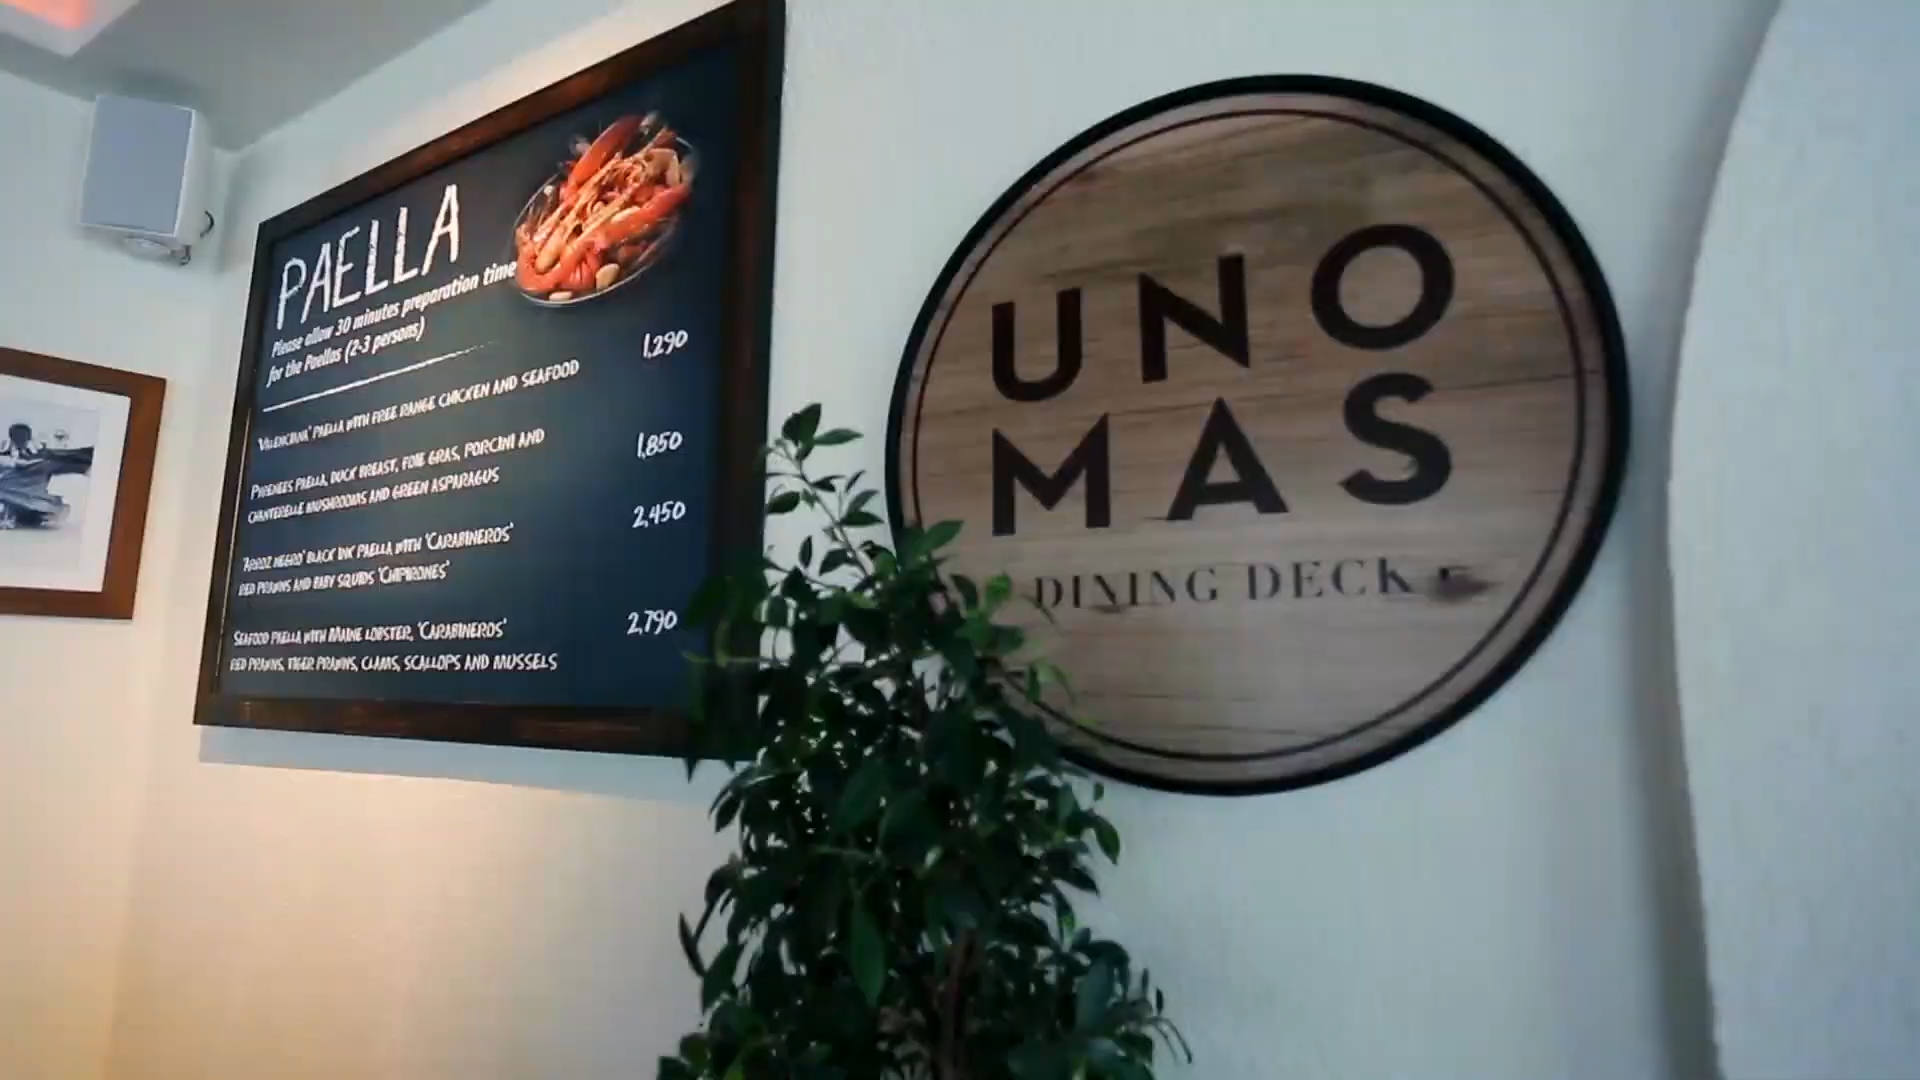 PAELLA
Please allow 30 minutes preparation time
for the Paellas (2-3 persons)
1,290
'VALENCIANA' PAELLA WITH FREE RANGE CHICKEN AND SEAFOOD
1,850
PYRENEES PAELLA, DUCK BREAST, FOIE GRAS, PORCINI AND
CHANTERELLE MUSHROOMS AND GREEN ASPARAGUS
2,450
'ARROZ NEGRO' BLACK INK PAELLA WITH 'CARABINEROS'
RED PRAWNS AND BABY SQUIDS 'CHIPIRONES'
2,790
SEAFOOD PAELLA WITH MAINE LOBSTER, 'CARABINEROS'
RED PRAWNS, TIGER PRAWNS, CLAMS, SCALLOPS AND MUSSELS
UNO
MAS
DINING DECK